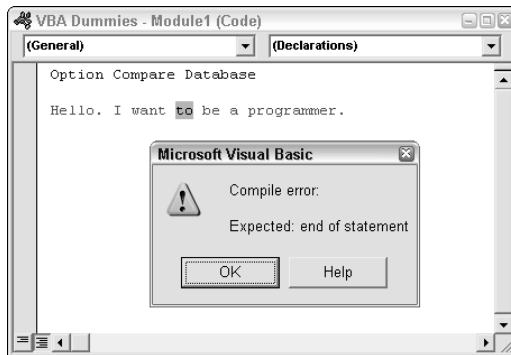 VBA Dummies - Module1 (Code)
(General) (Declarations)
Option Compare Database
Hello. I want to be a programmer.
Microsoft Visual Basic
Compile error:
Expected: end of statement
OK Help